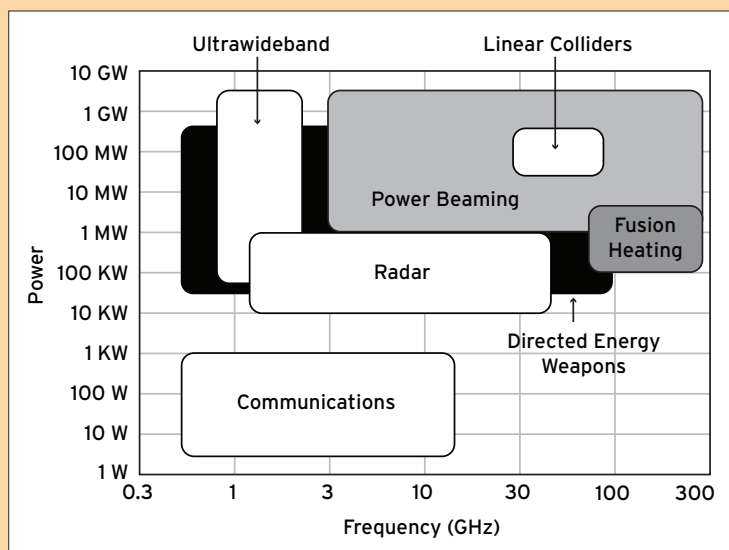 Ultrawideband
Linear Colliders
10 GW
1 GW
100 MW
10 MW
1 MW
100 KW
10 KW
1 KW
100 W
10 W
1 W
Power
Power Beaming
Fusion
Heating
Radar
Directed Energy
Weapons
Communications
0.3
1
3
10
30
100
300
Frequency (GHz)